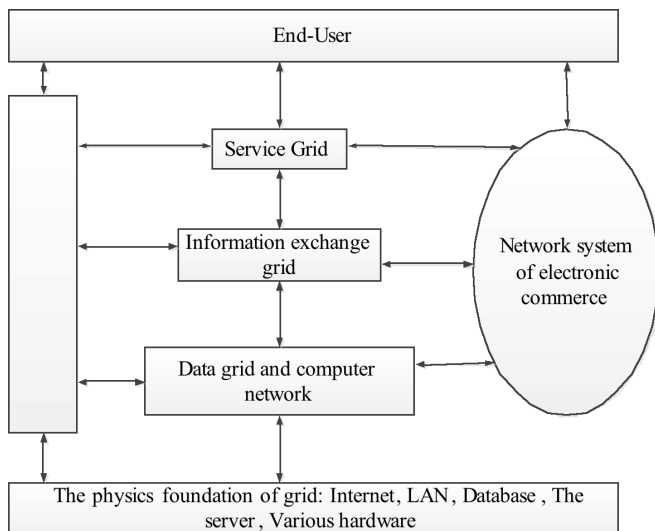 End-User
Service Grid
Information exchange
grid
Network system
of electronic
commerce
Data grid and computer
network
The physics foundation of grid: Internet, LAN, Database , The
server , Various hardware